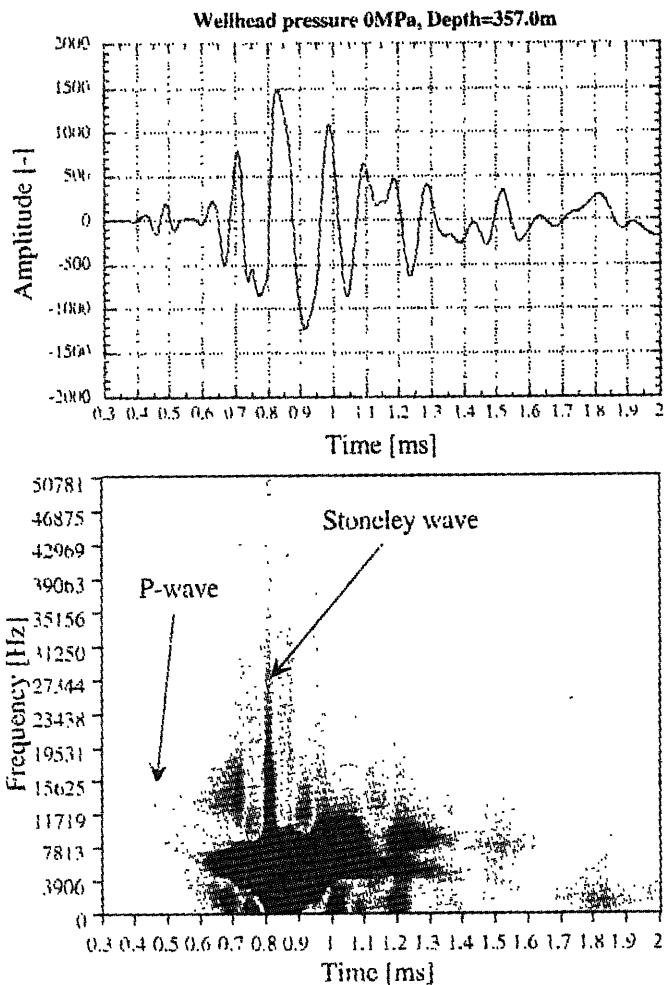 Wellhead pressure 0MPa, Depth=357.0m
Amplitude [-]
2000
1500
1000
500
0
-500
-1000
-1500
-2000
0.3 0.4 0.5 0.6 0.7 0.8 0.9 1 1.1 1.2 1.3 1.4 1.5 1.6 1.7 1.8 1.9 2
Time [ms]
Frequency [Hz]
50781
46875
42969
39063
35156
31250
27344
23438
19531
15625
11719
7813
3906
0
Stoneley wave
P-wave
0.3 0.4 0.5 0.6 0.7 0.8 0.9 1 1.1 1.2 1.3 1.4 1.5 1.6 1.7 1.8 1.9 2
Time [ms]